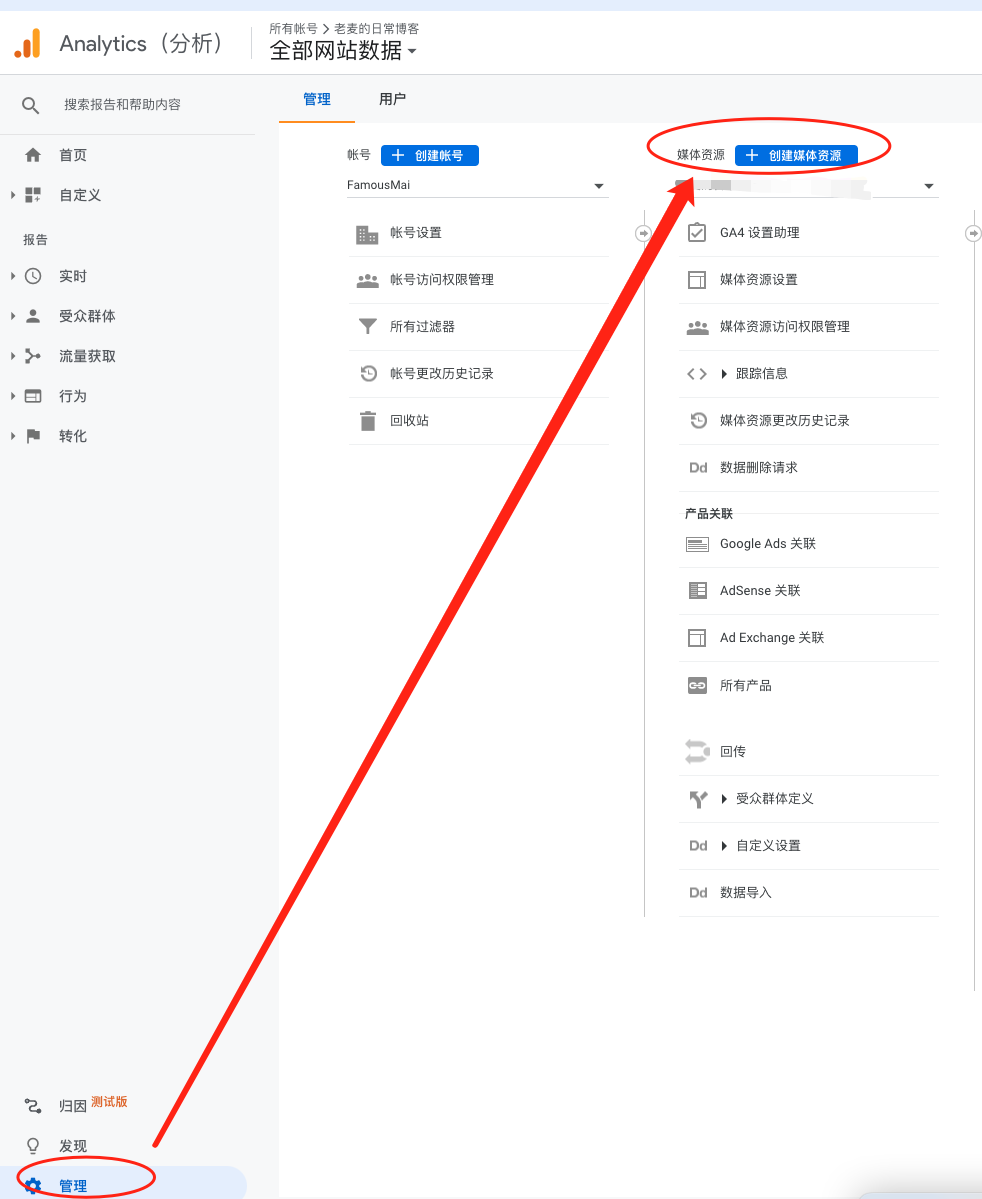 Analytics（分析）
所有帐号 > 老麦的日常博客
全部网站数据
搜索报告和帮助内容
首页
自定义
报告
实时
受众群体
流量获取
行为
转化
归因 测试版
发现
管理
管理
用户
帐号
创建帐号
FamousMai
帐号设置
帐号访问权限管理
所有过滤器
帐号更改历史记录
回收站
媒体资源
创建媒体资源
GA4 设置助理
媒体资源设置
媒体资源访问权限管理
跟踪信息
媒体资源更改历史记录
Dd 数据删除请求
产品关联
Google Ads 关联
AdSense 关联
Ad Exchange 关联
所有产品
回传
受众群体定义
Dd 自定义设置
Dd 数据导入